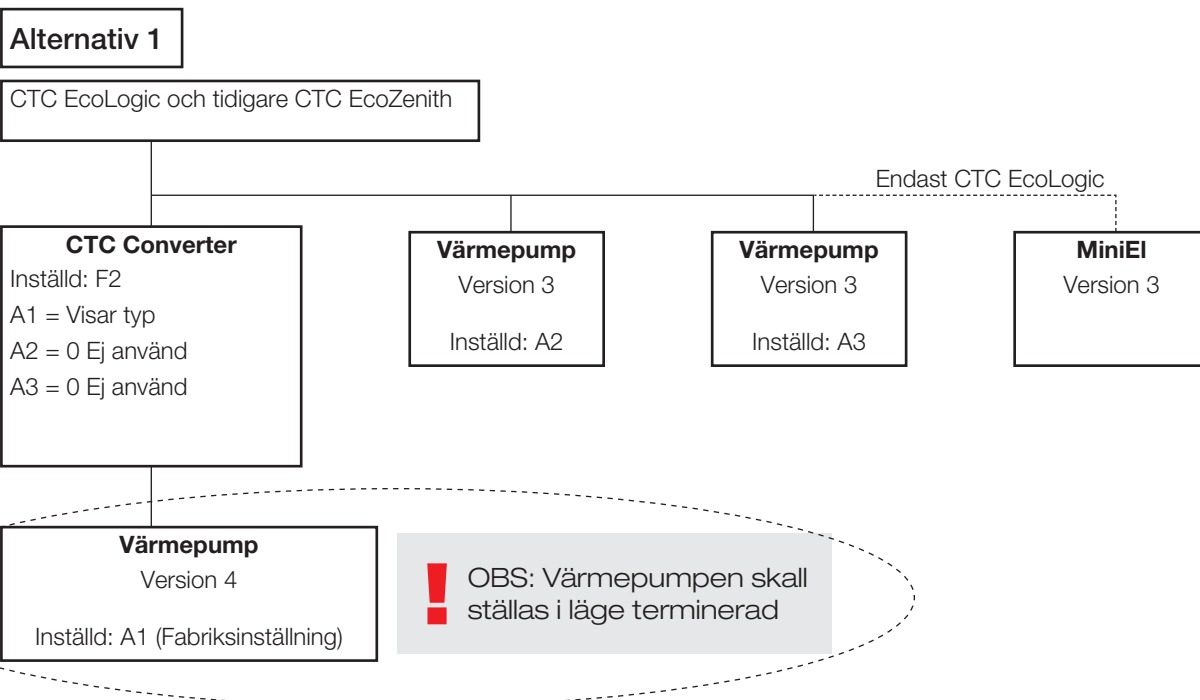 Alternativ 1
CTC EcoLogic och tidigare CTC EcoZenith
Endast CTC EcoLogic
CTC Converter
Inställd: F2
A1 = Visar typ
A2 = 0 Ej använd
A3 = 0 Ej använd
Värmepump
Version 3
Inställd: A2
Värmepump
Version 3
Inställd: A3
MiniEl
Version 3
Värmepump
Version 4
Inställd: A1 (Fabriksinställning)
! OBS: Värmepumpen skall
ställas i läge terminerad